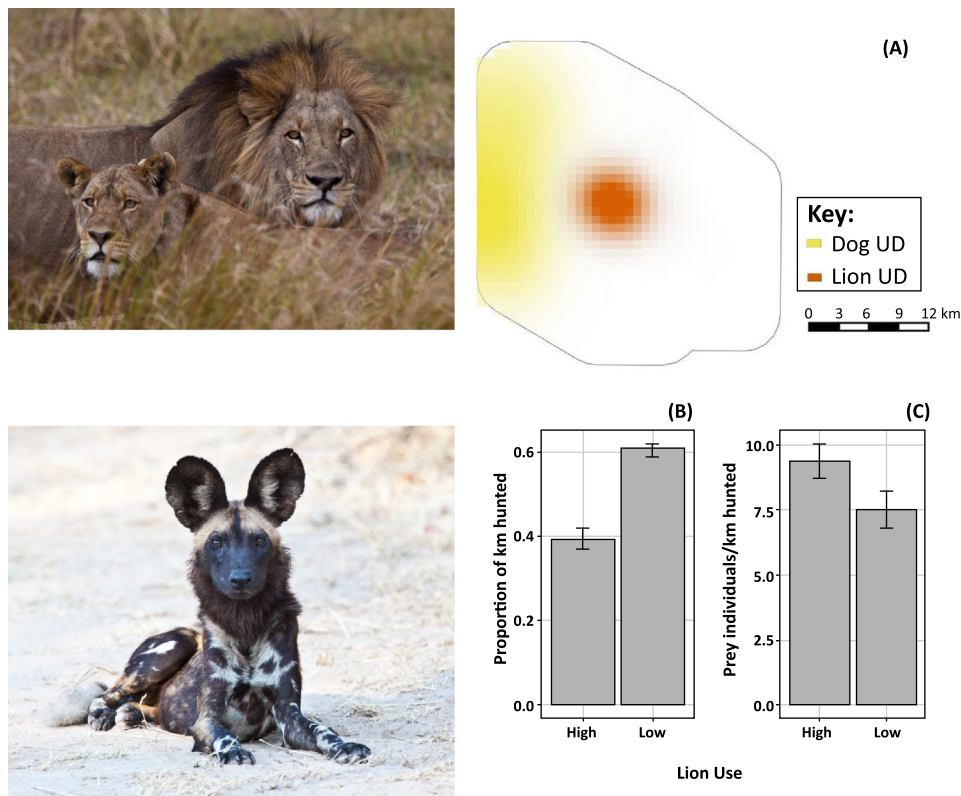 (A)
Key:
Dog UD
Lion UD
0 3 6 9 12 km
(B)
Proportion of km hunted
0.6
0.4
0.2
0.0
High Low
(C)
Prey individuals/km hunted
10.0
7.5
5.0
2.5
0.0
High Low
Lion Use